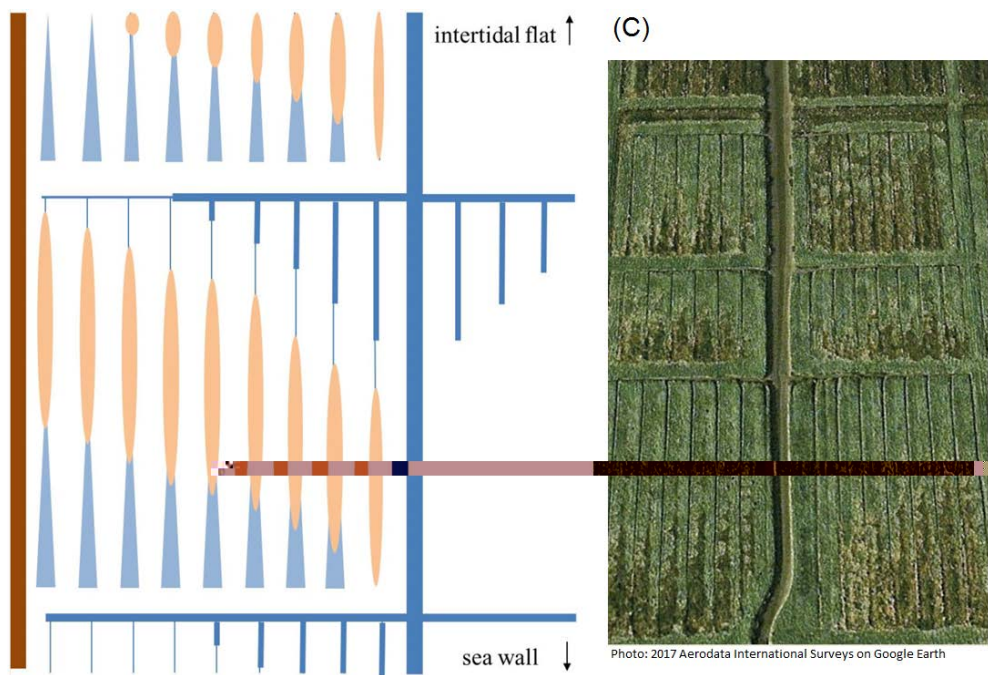 intertidal flat ↑
(C)
sea wall ↓
Photo: 2017 Aerodata International Surveys on Google Earth